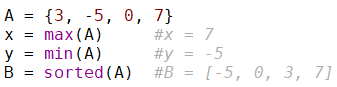 A = {3, -5, 0, 7}
x = max(A)     #x = 7
y = min(A)     #y = -5
B = sorted(A)  #B = [-5, 0, 3, 7]